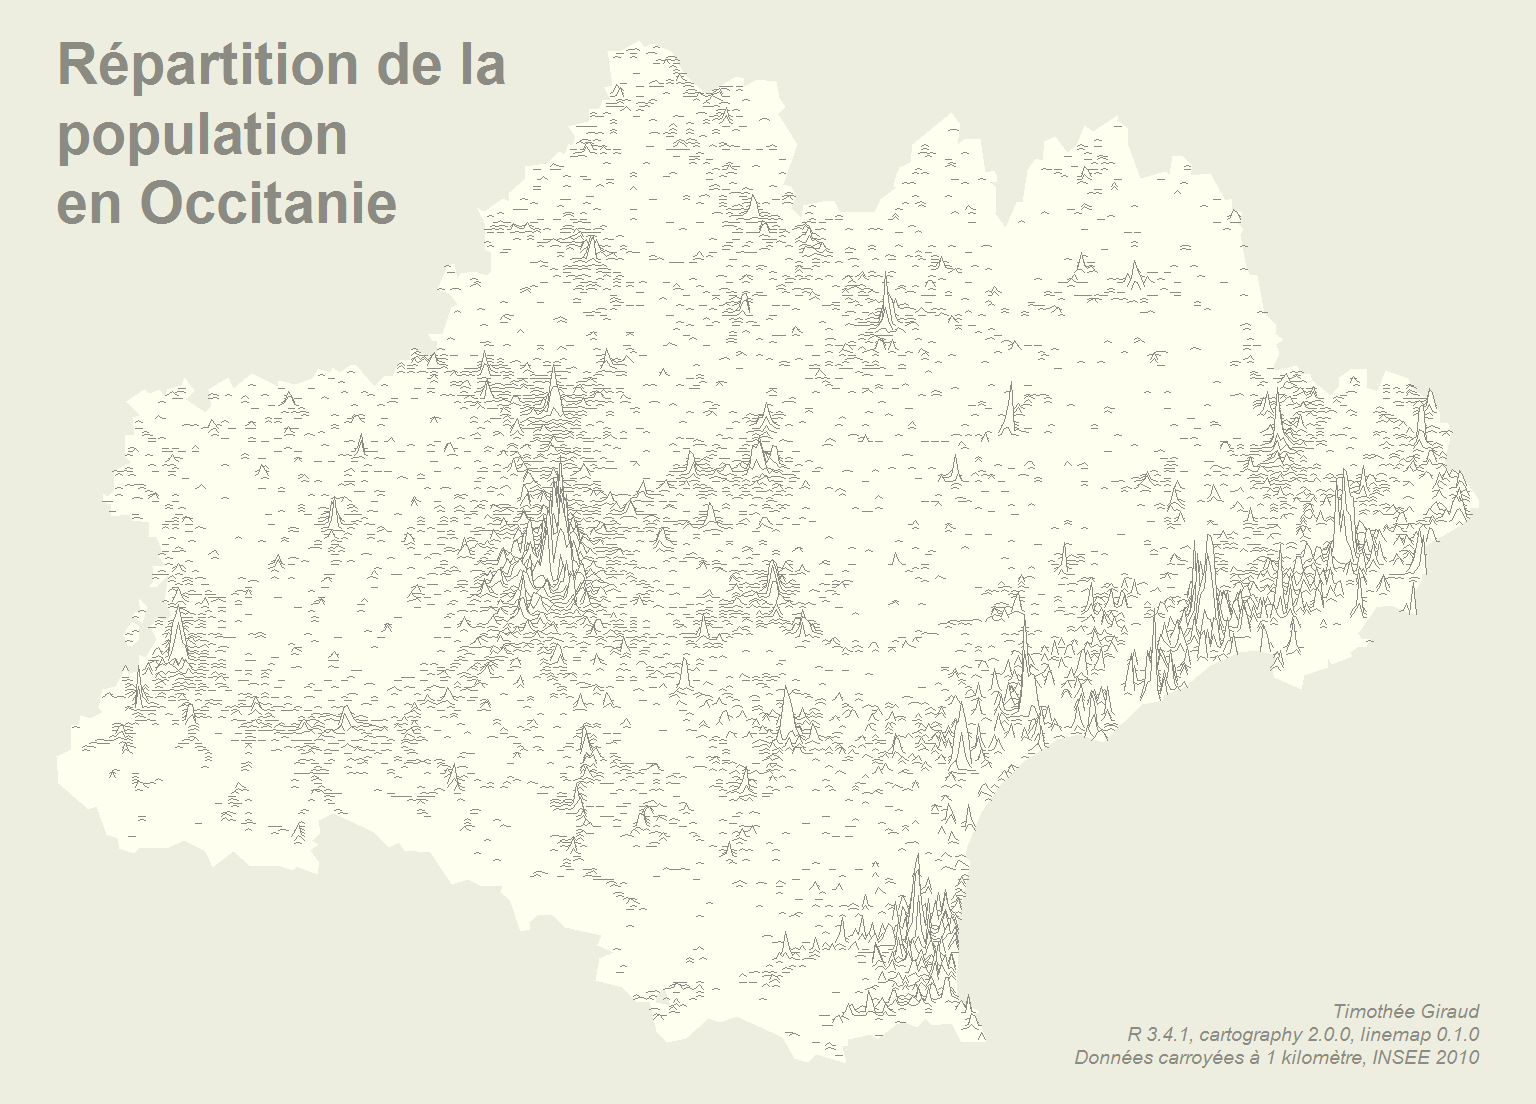 Répartition de la
population
en Occitanie
Timothée Giraud
R 3.4.1, cartography 2.0.0, linemap 0.1.0
Données carroyées à 1 kilomètre, INSEE 2010